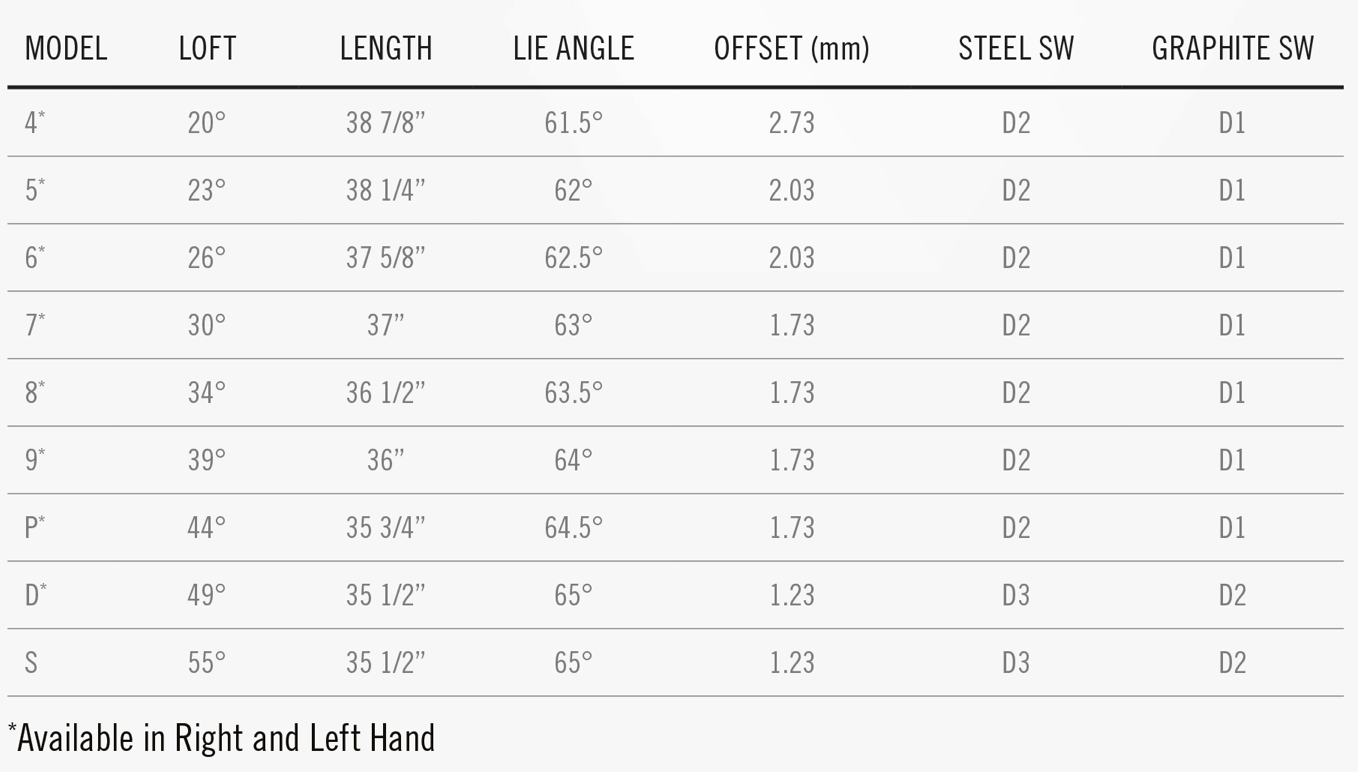 MODEL LOFT LENGTH LIE ANGLE OFFSET (mm) STEEL SW GRAPHITE SW
4* 20° 38 7/8” 61.5° 2.73 D2 D1
5* 23° 38 1/4” 62° 2.03 D2 D1
6* 26° 37 5/8” 62.5° 2.03 D2 D1
7* 30° 37” 63° 1.73 D2 D1
8* 34° 36 1/2” 63.5° 1.73 D2 D1
9* 39° 36” 64° 1.73 D2 D1
P* 44° 35 3/4” 64.5° 1.73 D2 D1
D* 49° 35 1/2” 65° 1.23 D3 D2
S 55° 35 1/2” 65° 1.23 D3 D2
*Available in Right and Left Hand